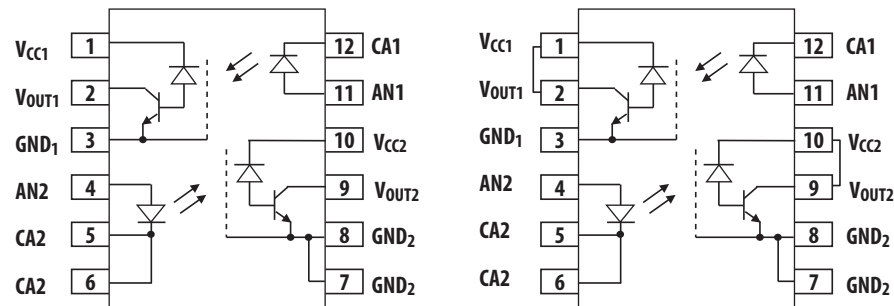 VCC1 1 12 CA1
VOUT1 2 11 AN1
GND1 3 10 VCC2
AN2 4 9 VOUT2
CA2 5 8 GND2
CA2 6 7 GND2
VCC1 1 12 CA1
VOUT1 2 11 AN1
GND1 3 10 VCC2
AN2 4 9 VOUT2
CA2 5 8 GND2
CA2 6 7 GND2